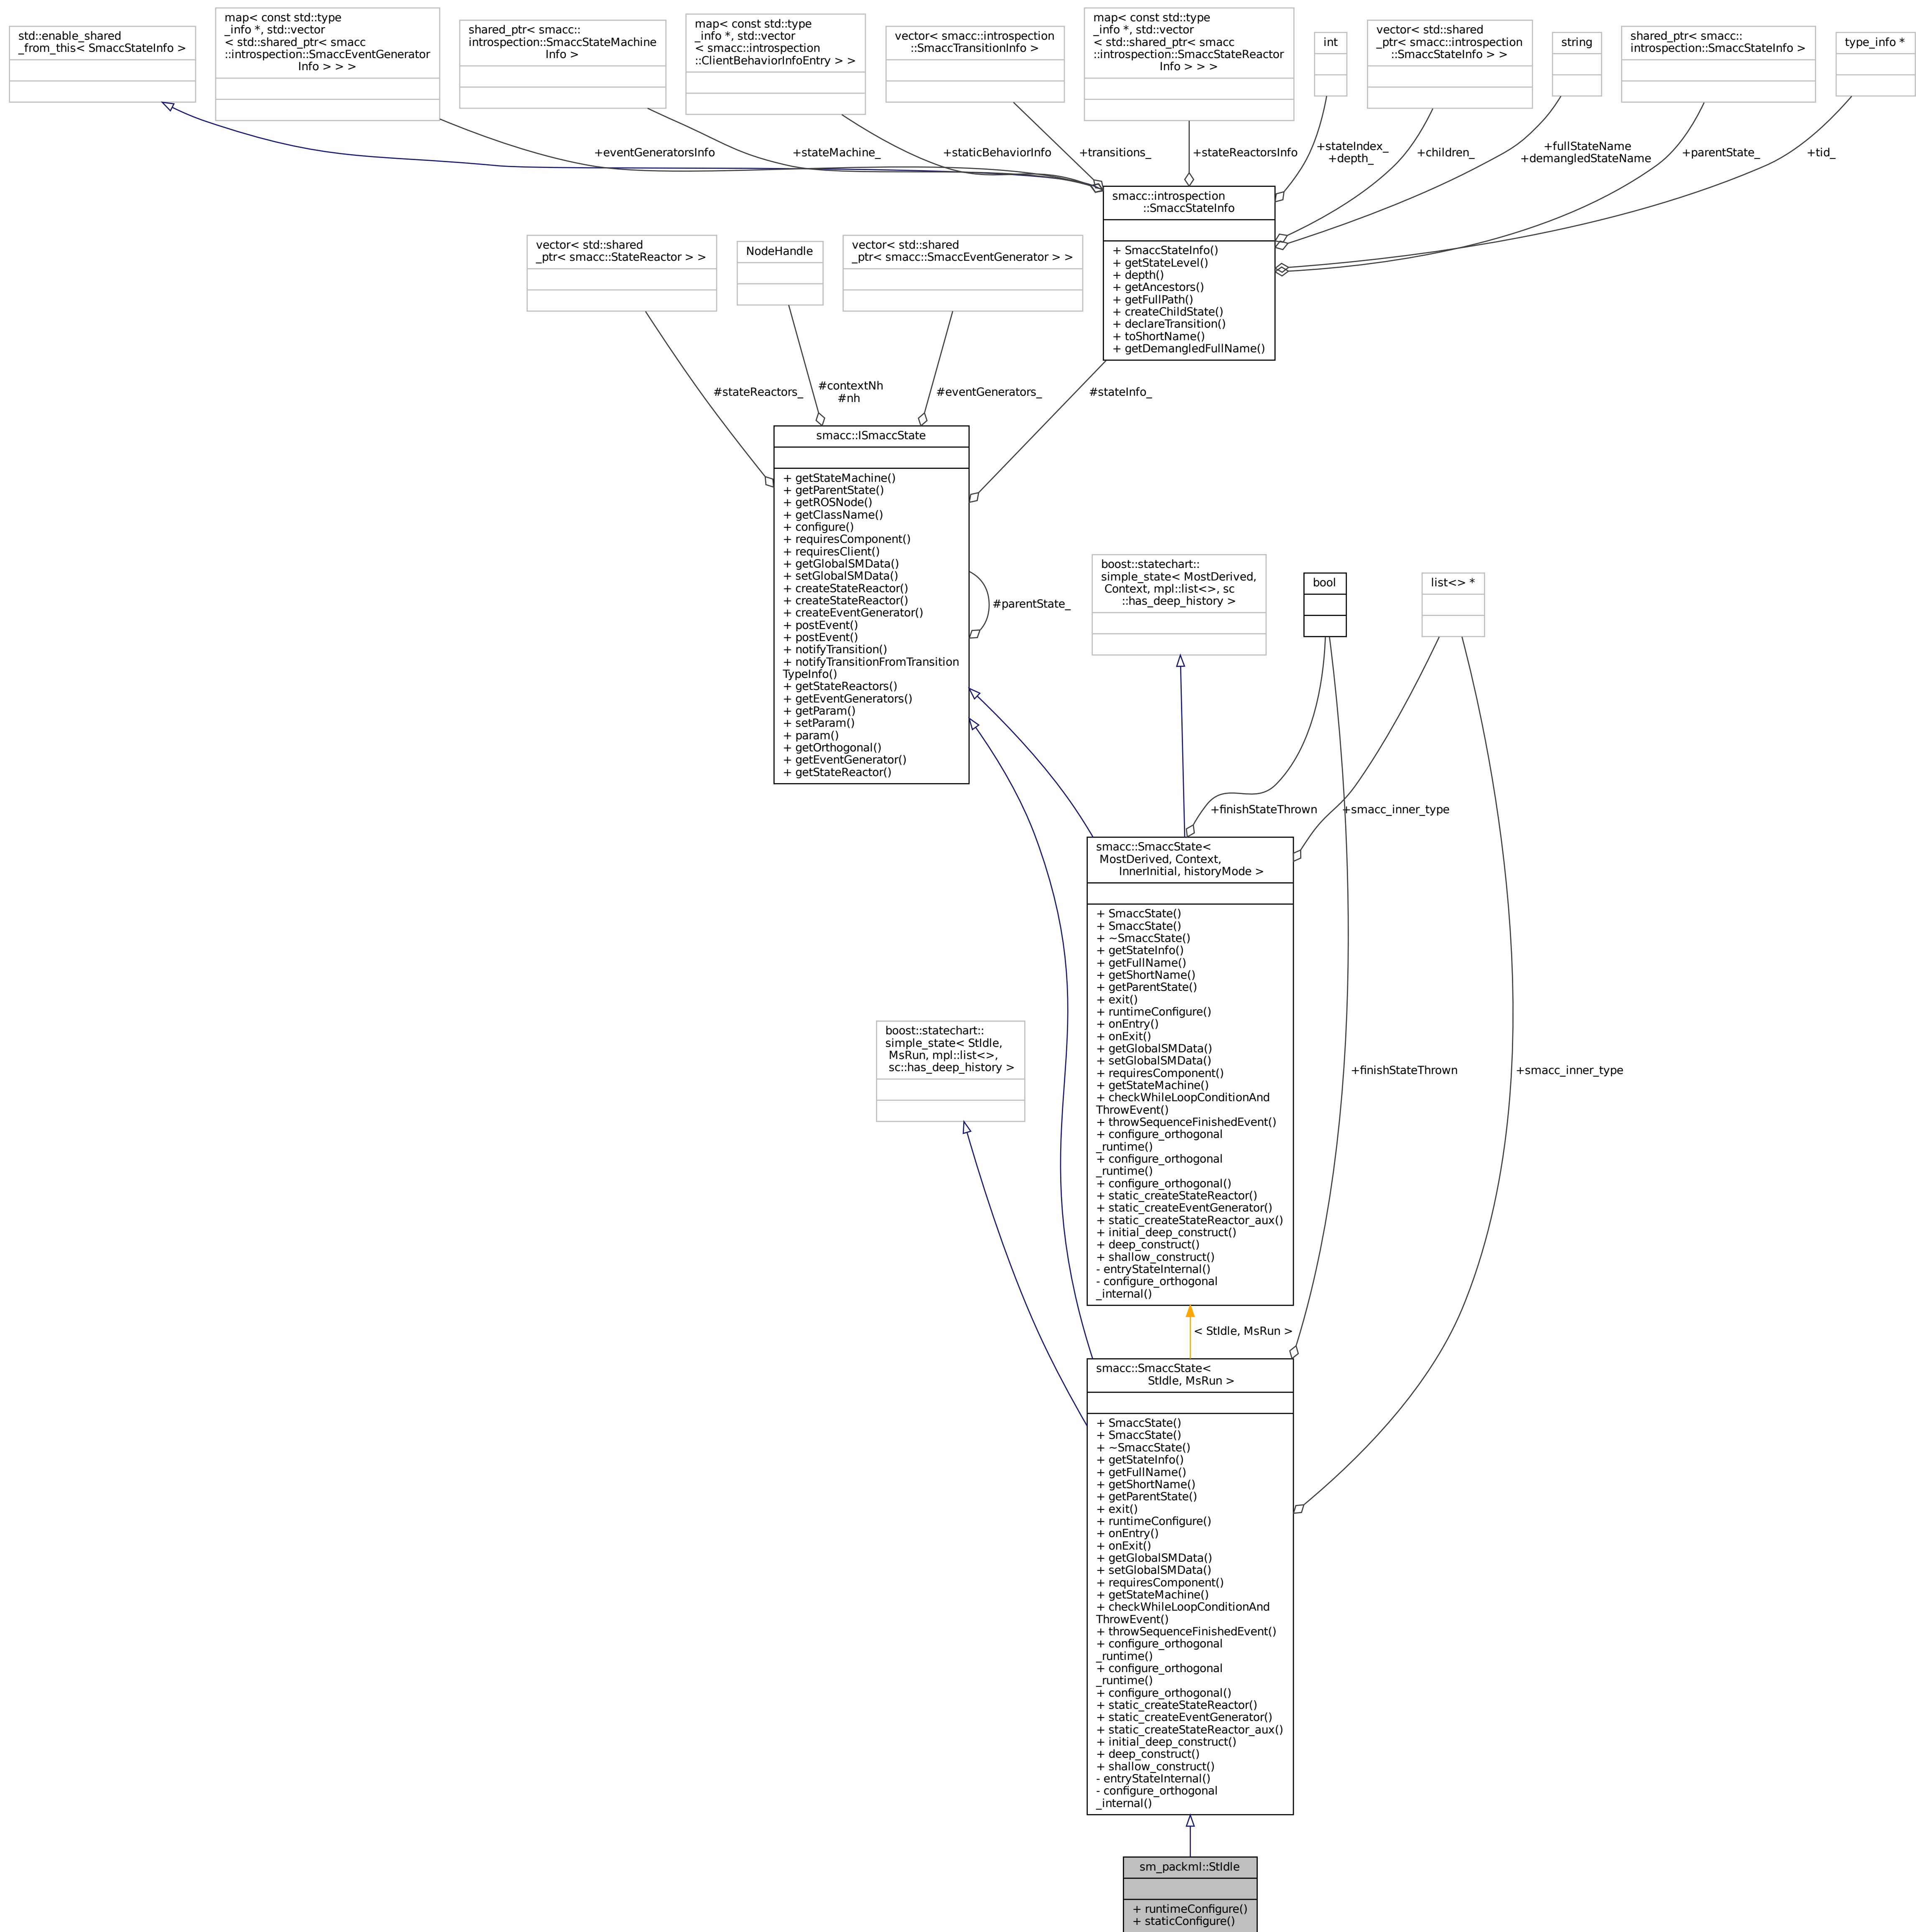 std::enable_shared
_from_this< SmaccStateInfo >
map< const std::type
_info *, std::vector
< std::shared_ptr< smacc
::introspection::SmaccEventGenerator
Info > > >
shared_ptr< smacc::
introspection::SmaccStateMachine
Info >
map< const std::type
_info *, std::vector
< smacc::introspection
::ClientBehaviorInfoEntry > >
vector< smacc::introspection
::SmaccTransitionInfo >
map< const std::type
_info *, std::vector
< std::shared_ptr< smacc
::introspection::SmaccStateReactor
Info > > >
int
vector< std::shared
_ptr< smacc::introspection
::SmaccStateInfo > >
string
shared_ptr< smacc::
introspection::SmaccStateInfo >
type_info *
+eventGeneratorsInfo
+stateMachine_
+staticBehaviorInfo
+transitions_
+stateReactorsInfo
+stateIndex_
+depth_
+children_
+fullStateName
+demangledStateName
+parentState_
+tid_
smacc::introspection
::SmaccStateInfo
+ SmaccStateInfo()
+ getStateLevel()
+ depth()
+ getAncestors()
+ getFullPath()
+ createChildState()
+ declareTransition()
+ toShortName()
+ getDemangledFullName()
vector< std::shared
_ptr< smacc::StateReactor > >
NodeHandle
vector< std::shared
_ptr< smacc::SmaccEventGenerator > >
#stateReactors_
#contextNh
#nh
#eventGenerators_
#stateInfo_
smacc::ISmaccState
+ getStateMachine()
+ getParentState()
+ getROSNode()
+ getClassName()
+ configure()
+ requiresComponent()
+ requiresClient()
+ getGlobalSMData()
+ setGlobalSMData()
+ createStateReactor()
+ createStateReactor()
+ createEventGenerator()
+ postEvent()
+ postEvent()
+ notifyTransition()
+ notifyTransitionFromTransition
TypeInfo()
+ getStateReactors()
+ getEventGenerators()
+ getParam()
+ setParam()
+ param()
+ getOrthogonal()
+ getEventGenerator()
+ getStateReactor()
#parentState_
boost::statechart::
simple_state< MostDerived,
Context, mpl::list<>, sc
::has_deep_history >
bool
list<> *
+finishStateThrown
+smacc_inner_type
smacc::SmaccState<
MostDerived, Context,
InnerInitial, historyMode >
+ SmaccState()
+ SmaccState()
+ ~SmaccState()
+ getStateInfo()
+ getFullName()
+ getShortName()
+ getParentState()
+ exit()
+ runtimeConfigure()
+ onEntry()
+ onExit()
+ getGlobalSMData()
+ setGlobalSMData()
+ requiresComponent()
+ getStateMachine()
+ checkWhileLoopConditionAnd
ThrowEvent()
+ throwSequenceFinishedEvent()
+ configure_orthogonal
_runtime()
+ configure_orthogonal
_runtime()
+ configure_orthogonal()
+ static_createStateReactor()
+ static_createEventGenerator()
+ static_createStateReactor_aux()
+ initial_deep_construct()
+ deep_construct()
+ shallow_construct()
- entryStateInternal()
- configure_orthogonal
_internal()
boost::statechart::
simple_state< StIdle,
MsRun, mpl::list<>,
sc::has_deep_history >
+finishStateThrown
+smacc_inner_type
< StIdle, MsRun >
smacc::SmaccState<
StIdle, MsRun >
+ SmaccState()
+ SmaccState()
+ ~SmaccState()
+ getStateInfo()
+ getFullName()
+ getShortName()
+ getParentState()
+ exit()
+ runtimeConfigure()
+ onEntry()
+ onExit()
+ getGlobalSMData()
+ setGlobalSMData()
+ requiresComponent()
+ getStateMachine()
+ checkWhileLoopConditionAnd
ThrowEvent()
+ throwSequenceFinishedEvent()
+ configure_orthogonal
_runtime()
+ configure_orthogonal
_runtime()
+ configure_orthogonal()
+ static_createStateReactor()
+ static_createEventGenerator()
+ static_createStateReactor_aux()
+ initial_deep_construct()
+ deep_construct()
+ shallow_construct()
- entryStateInternal()
- configure_orthogonal
_internal()
sm_packml::StIdle
+ runtimeConfigure()
+ staticConfigure()